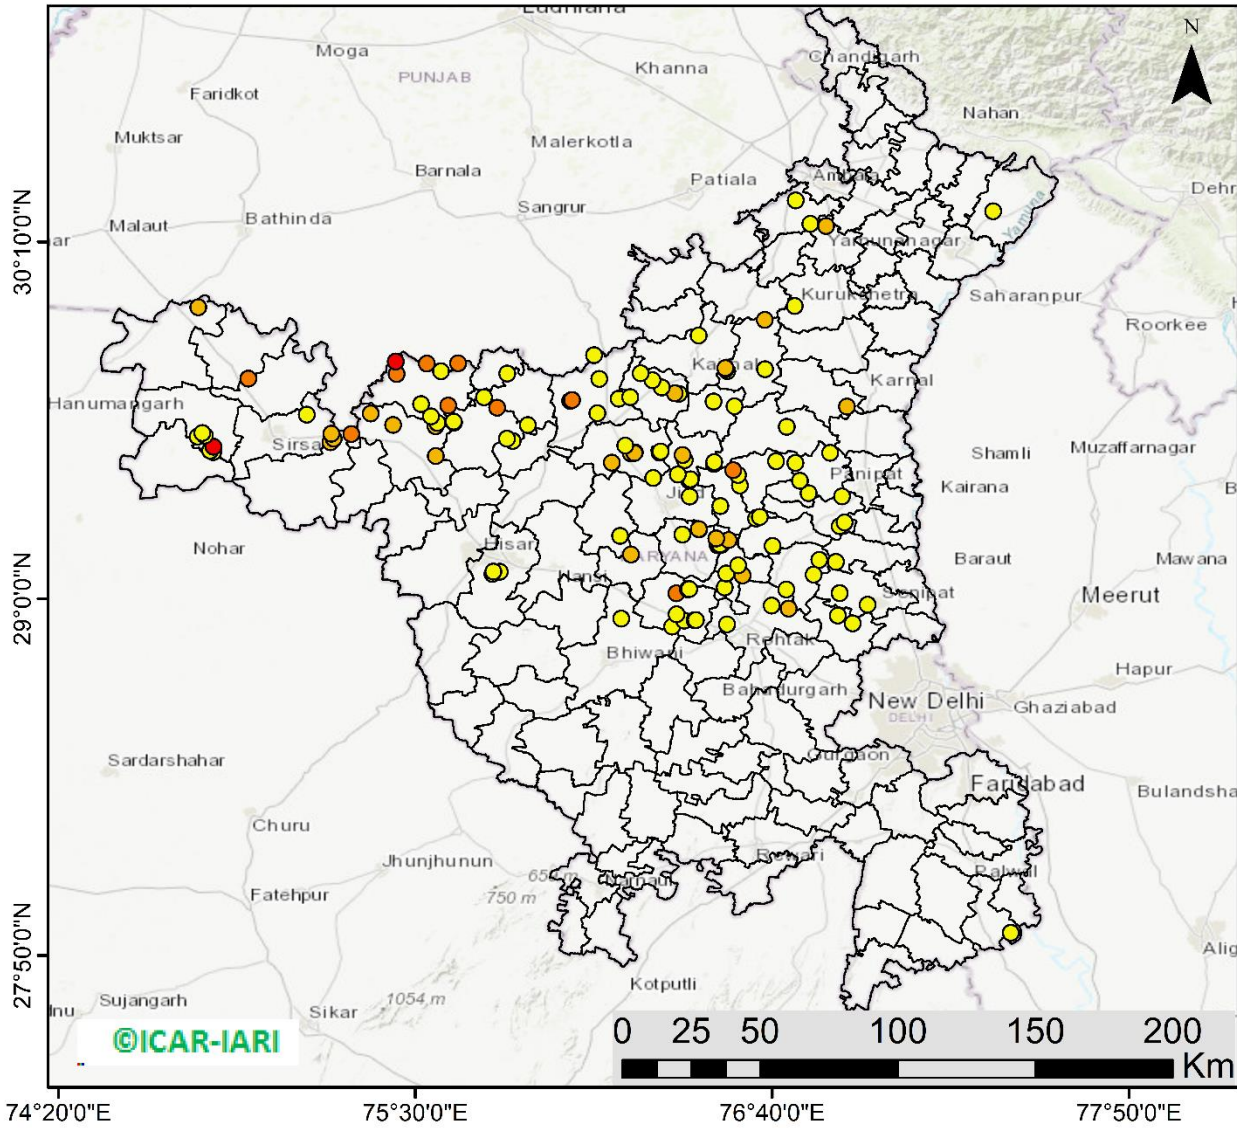 N
Chandigarh
Moga
Khanna
PUNJAB
Faridkot
Nahan
Muktsar
Malerkotla
Barnala
Patiala
Ambala
Dehr
Sangrur
Yamuna
Malaut
Bathinda
ar
Yamunanagar
30°10'0"N
Kurukshetra
Saharanpur
Roorkee
Karnal
Hanumangarh
Sirsa
Muzaffarnagar
Shamli
Panipat
Kairana
B
Jind
Nohar
Hisar
HARYANA
Baraut
Mawana
Hansi
Sonipat
Meerut
29°0'0"N
Rohtak
Bhiwani
Hapur
Bahadurgarh
New Delhi
DELHI
Ghaziabad
Sardarshahar
Gurgaon
Faridabad
Bulandsha
Churu
Jhunjhunun
Rewari
650 m
Narnaul
Palwal
Fatehpur
750 m
Alig
27°50'0"N
Kotputli
1054 m
Sujangarh
Sikar
lnu
©ICAR-IARI
0 25 50 100 150 200
Km
74°20'0"E 75°30'0"E 76°40'0"E 77°50'0"E